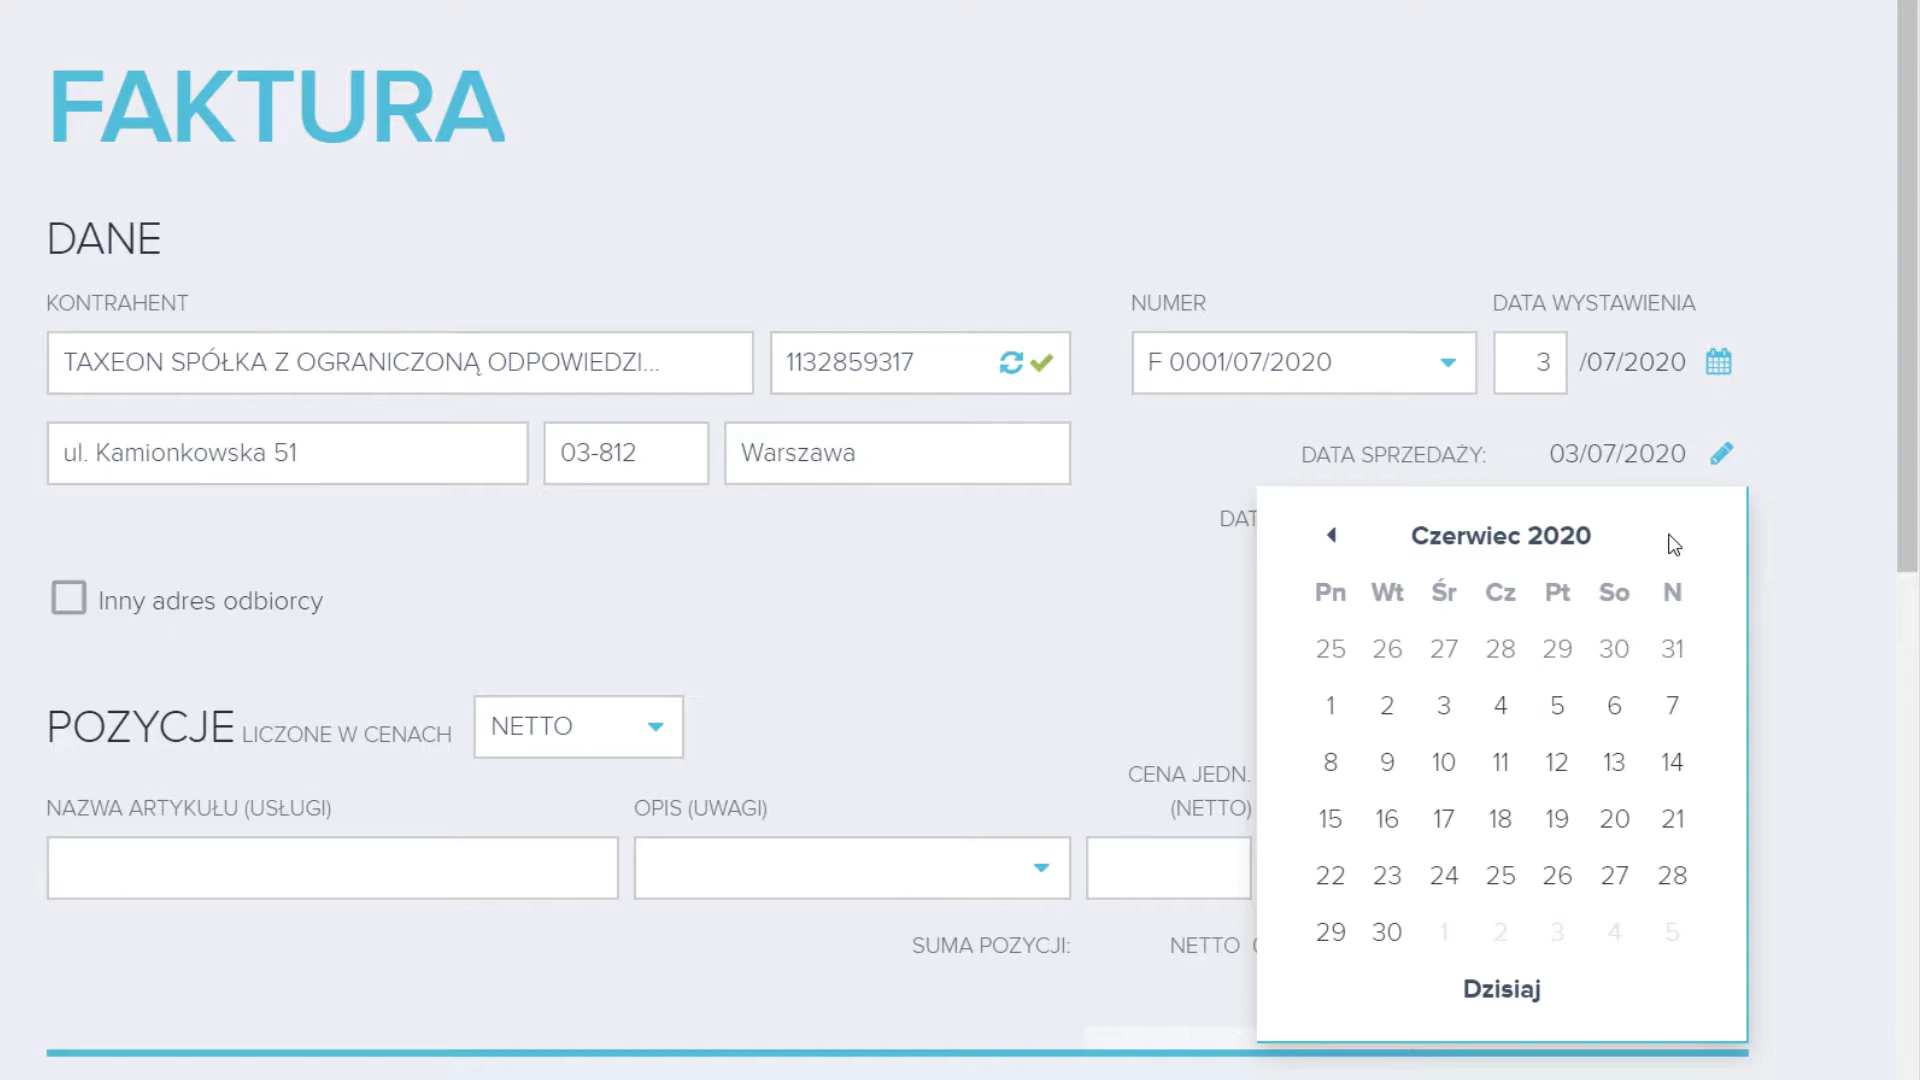 FAKTURA
DANE
KONTRAHENT
NUMER
DATA WYSTAWIENIA
TAXEON SPÓŁKA Z OGRANICZONĄ ODPOWIEDZI...
1132859317
F 0001/07/2020
3 /07/2020
ul. Kamionkowska 51
03-812
Warszawa
DATA SPRZEDAŻY: 03/07/2020
Czerwiec 2020
Pn Wt Śr Cz Pt So N
25 26 27 28 29 30 31
1 2 3 4 5 6 7
8 9 10 11 12 13 14
15 16 17 18 19 20 21
22 23 24 25 26 27 28
29 30 1 2 3 4 5
Dzisiaj
Inny adres odbiorcy
POZYCJE LICZONE W CENACH NETTO
NAZWA ARTYKUŁU (USŁUGI)
OPIS (UWAGI)
CENA JEDN.
(NETTO)
SUMA POZYCJI: NETTO